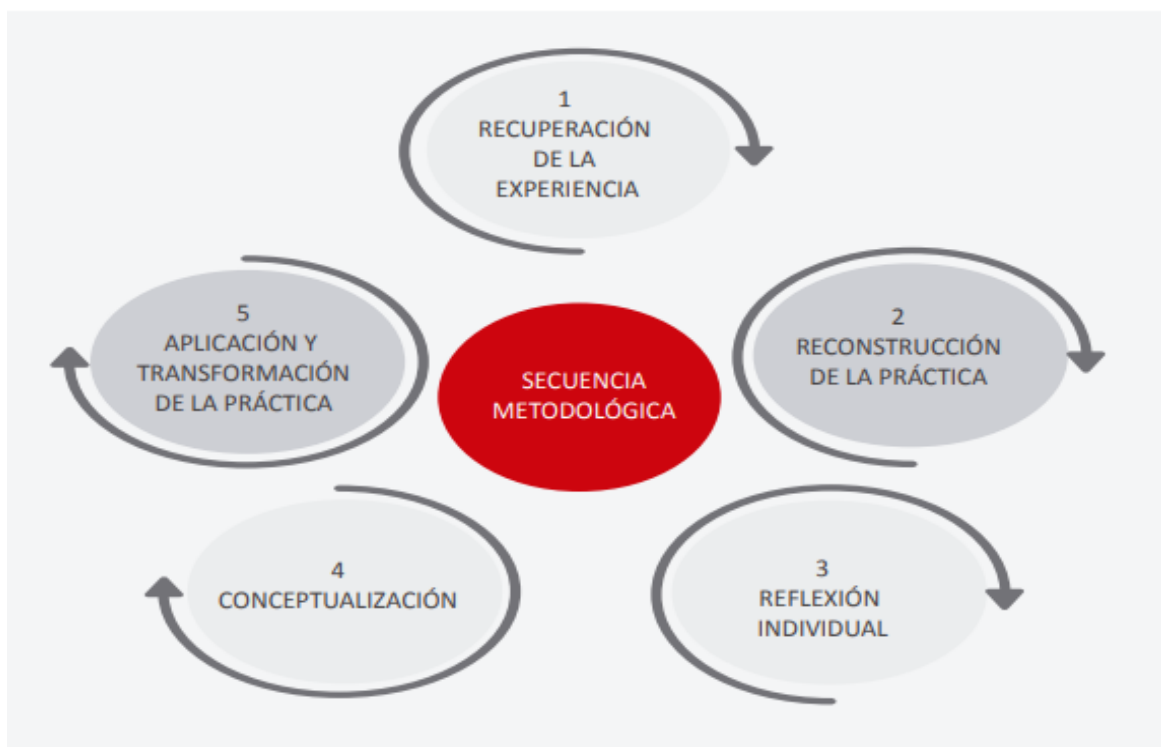 1
RECUPERACIÓN
DE LA
EXPERIENCIA
2
RECONSTRUCCIÓN
DE LA PRÁCTICA
3
REFLEXIÓN
INDIVIDUAL
4
CONCEPTUALIZACIÓN
5
APLICACIÓN Y
TRANSFORMACIÓN
DE LA PRÁCTICA
SECUENCIA
METODOLÓGICA